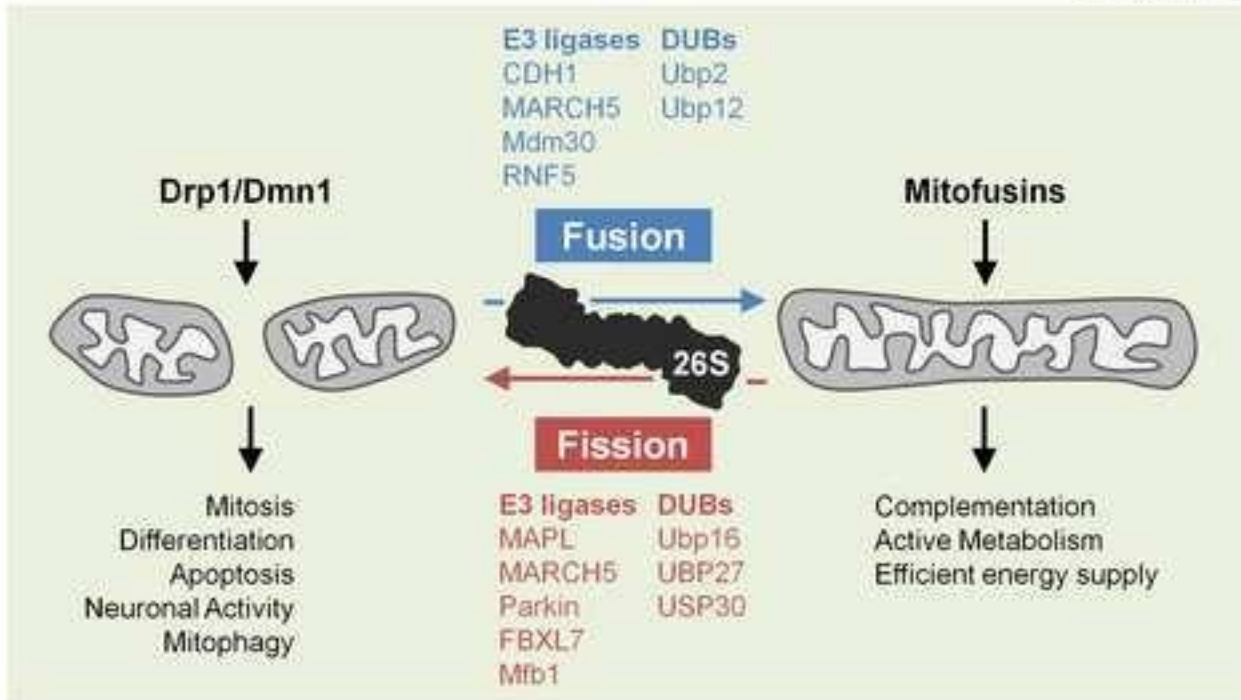 E3 ligases DUBs
CDH1 Ubp2
MARCH5 Ubp12
Mdm30
RNF5
Drp1/Dmn1
Mitofusins
Fusion
26S
Fission
Mitosis
Differentiation
Apoptosis
Neuronal Activity
Mitophagy
E3 ligases DUBs
MAPL Ubp16
MARCH5 UBP27
Parkin USP30
FBXL7
Mfb1
Complementation
Active Metabolism
Efficient energy supply